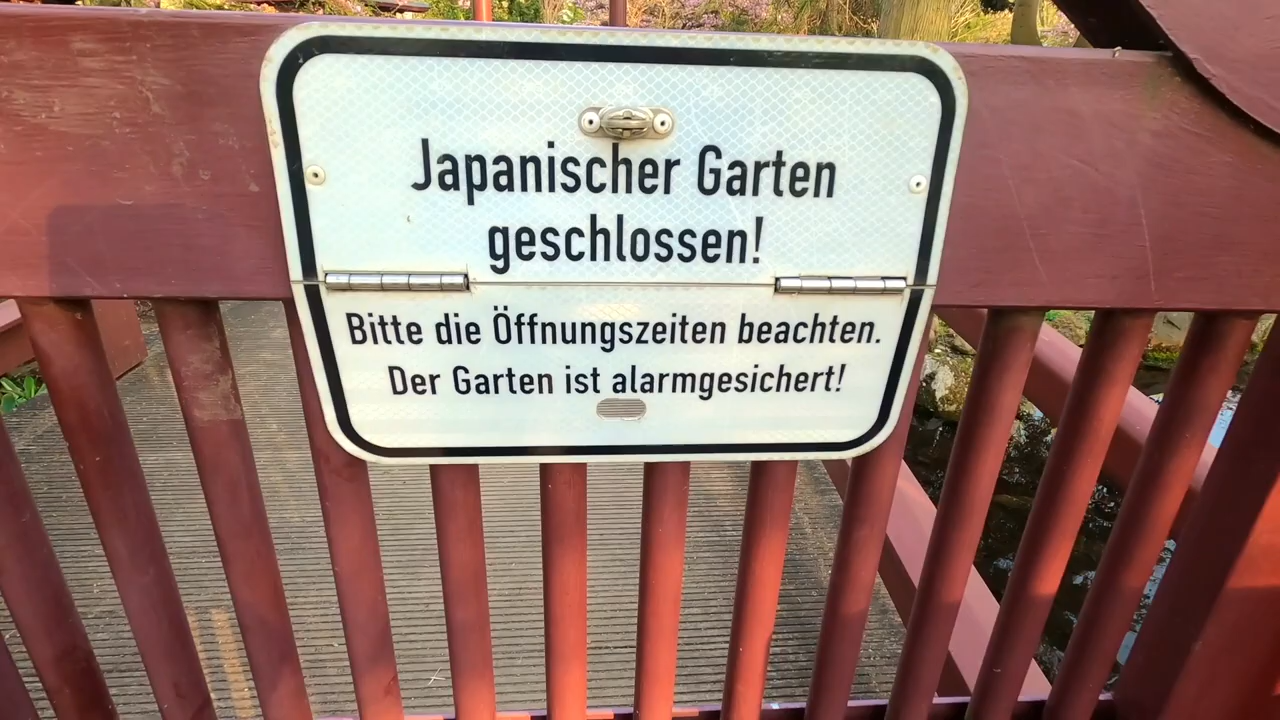 Japanischer Garten
geschlossen!
Bitte die Öffnungszeiten beachten.
Der Garten ist alarmgesichert!